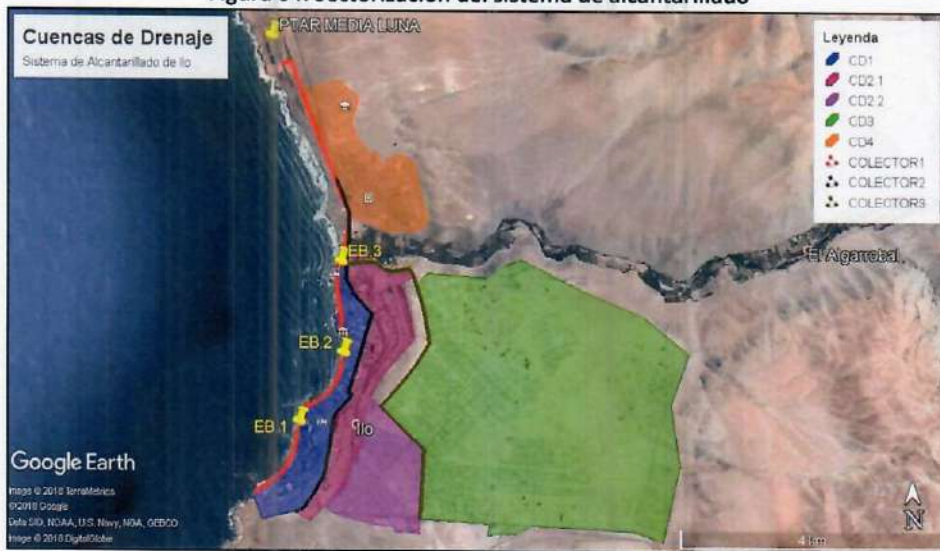 Cuencas de Drenaje
Sistema de Alcantarillado de Ilo
PTAR MEDIA LUNA
Leyenda
CD1
CD2.1
CD2.2
CD3
CD4
COLECTOR1
COLECTOR2
COLECTOR3
EB.3
El Algarrobal
EB.2
EB.1
Ilo
Google Earth
Image © 2018 TerraMetrics
© 2018 Google
Data SIO, NOAA, U.S. Navy, NGA, GEBCO
Image © 2018 DigitalGlobe
N
4 km